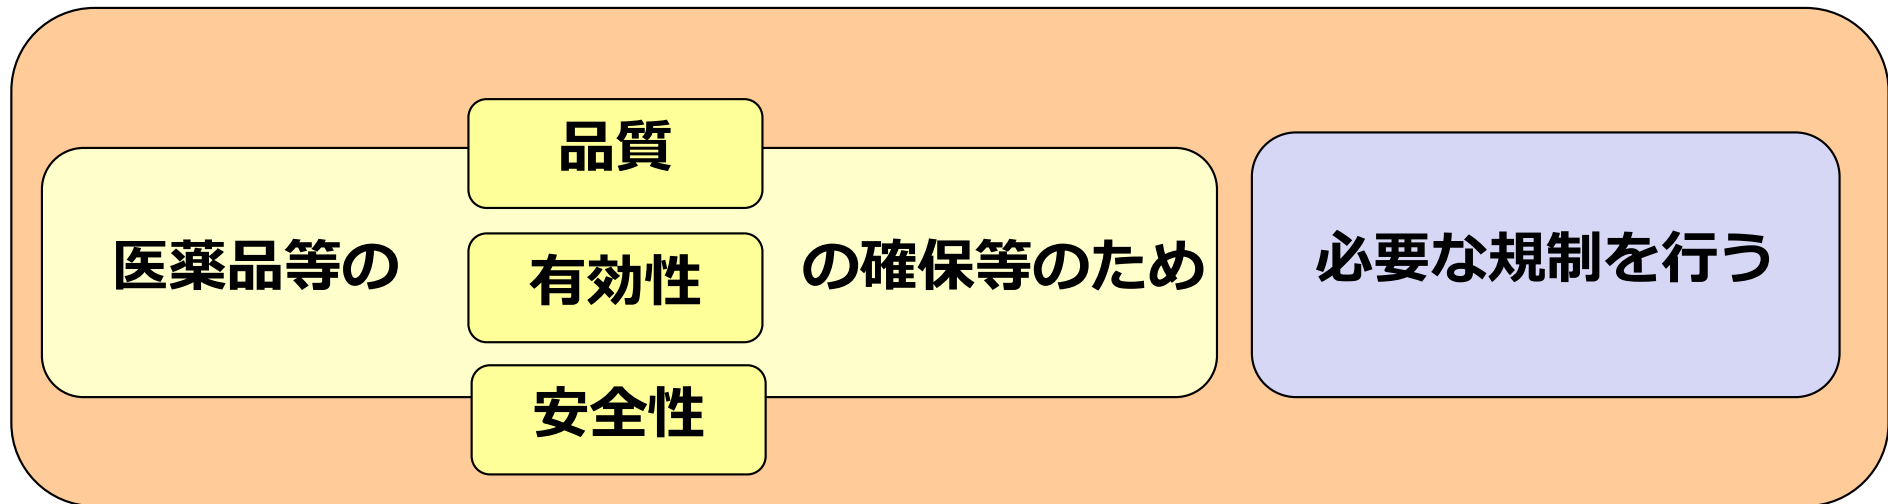 医薬品等の
品質
有効性
安全性
の確保等のため
必要な規制を行う